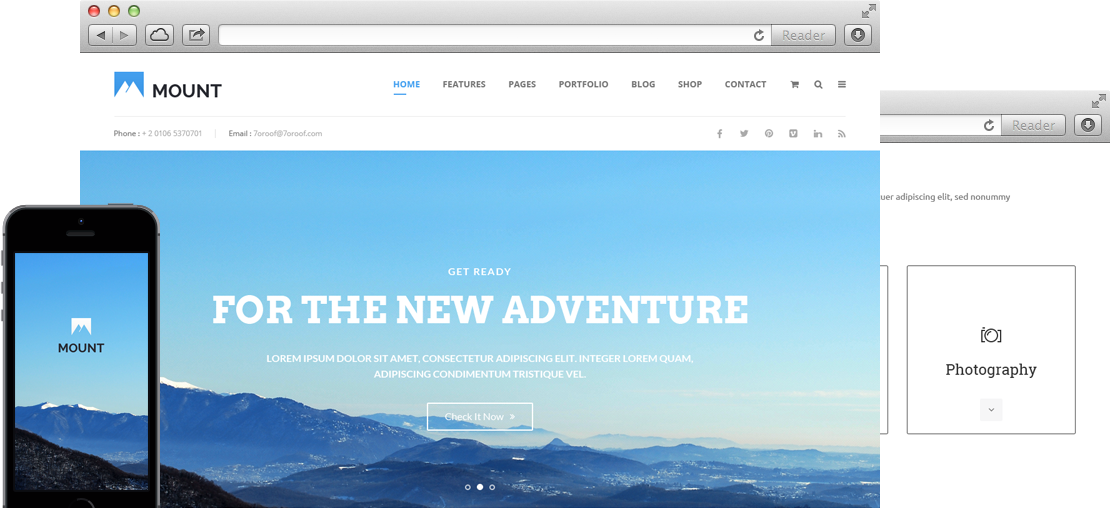 Reader
MOUNT
HOME FEATURES PAGES PORTFOLIO BLOG SHOP CONTACT
Phone : + 2 0106 5370701 Email : 7oroof@7oroof.com
GET READY
FOR THE NEW ADVENTURE
LOREM IPSUM DOLOR SIT AMET, CONSECTETUR ADIPISCING ELIT. INTEGER LOREM QUAM,
ADIPISCING CONDIMENTUM TRISTIQUE VEL.
Check It Now »
MOUNT
Reader
uer adipiscing elit, sed nonummy
Photography